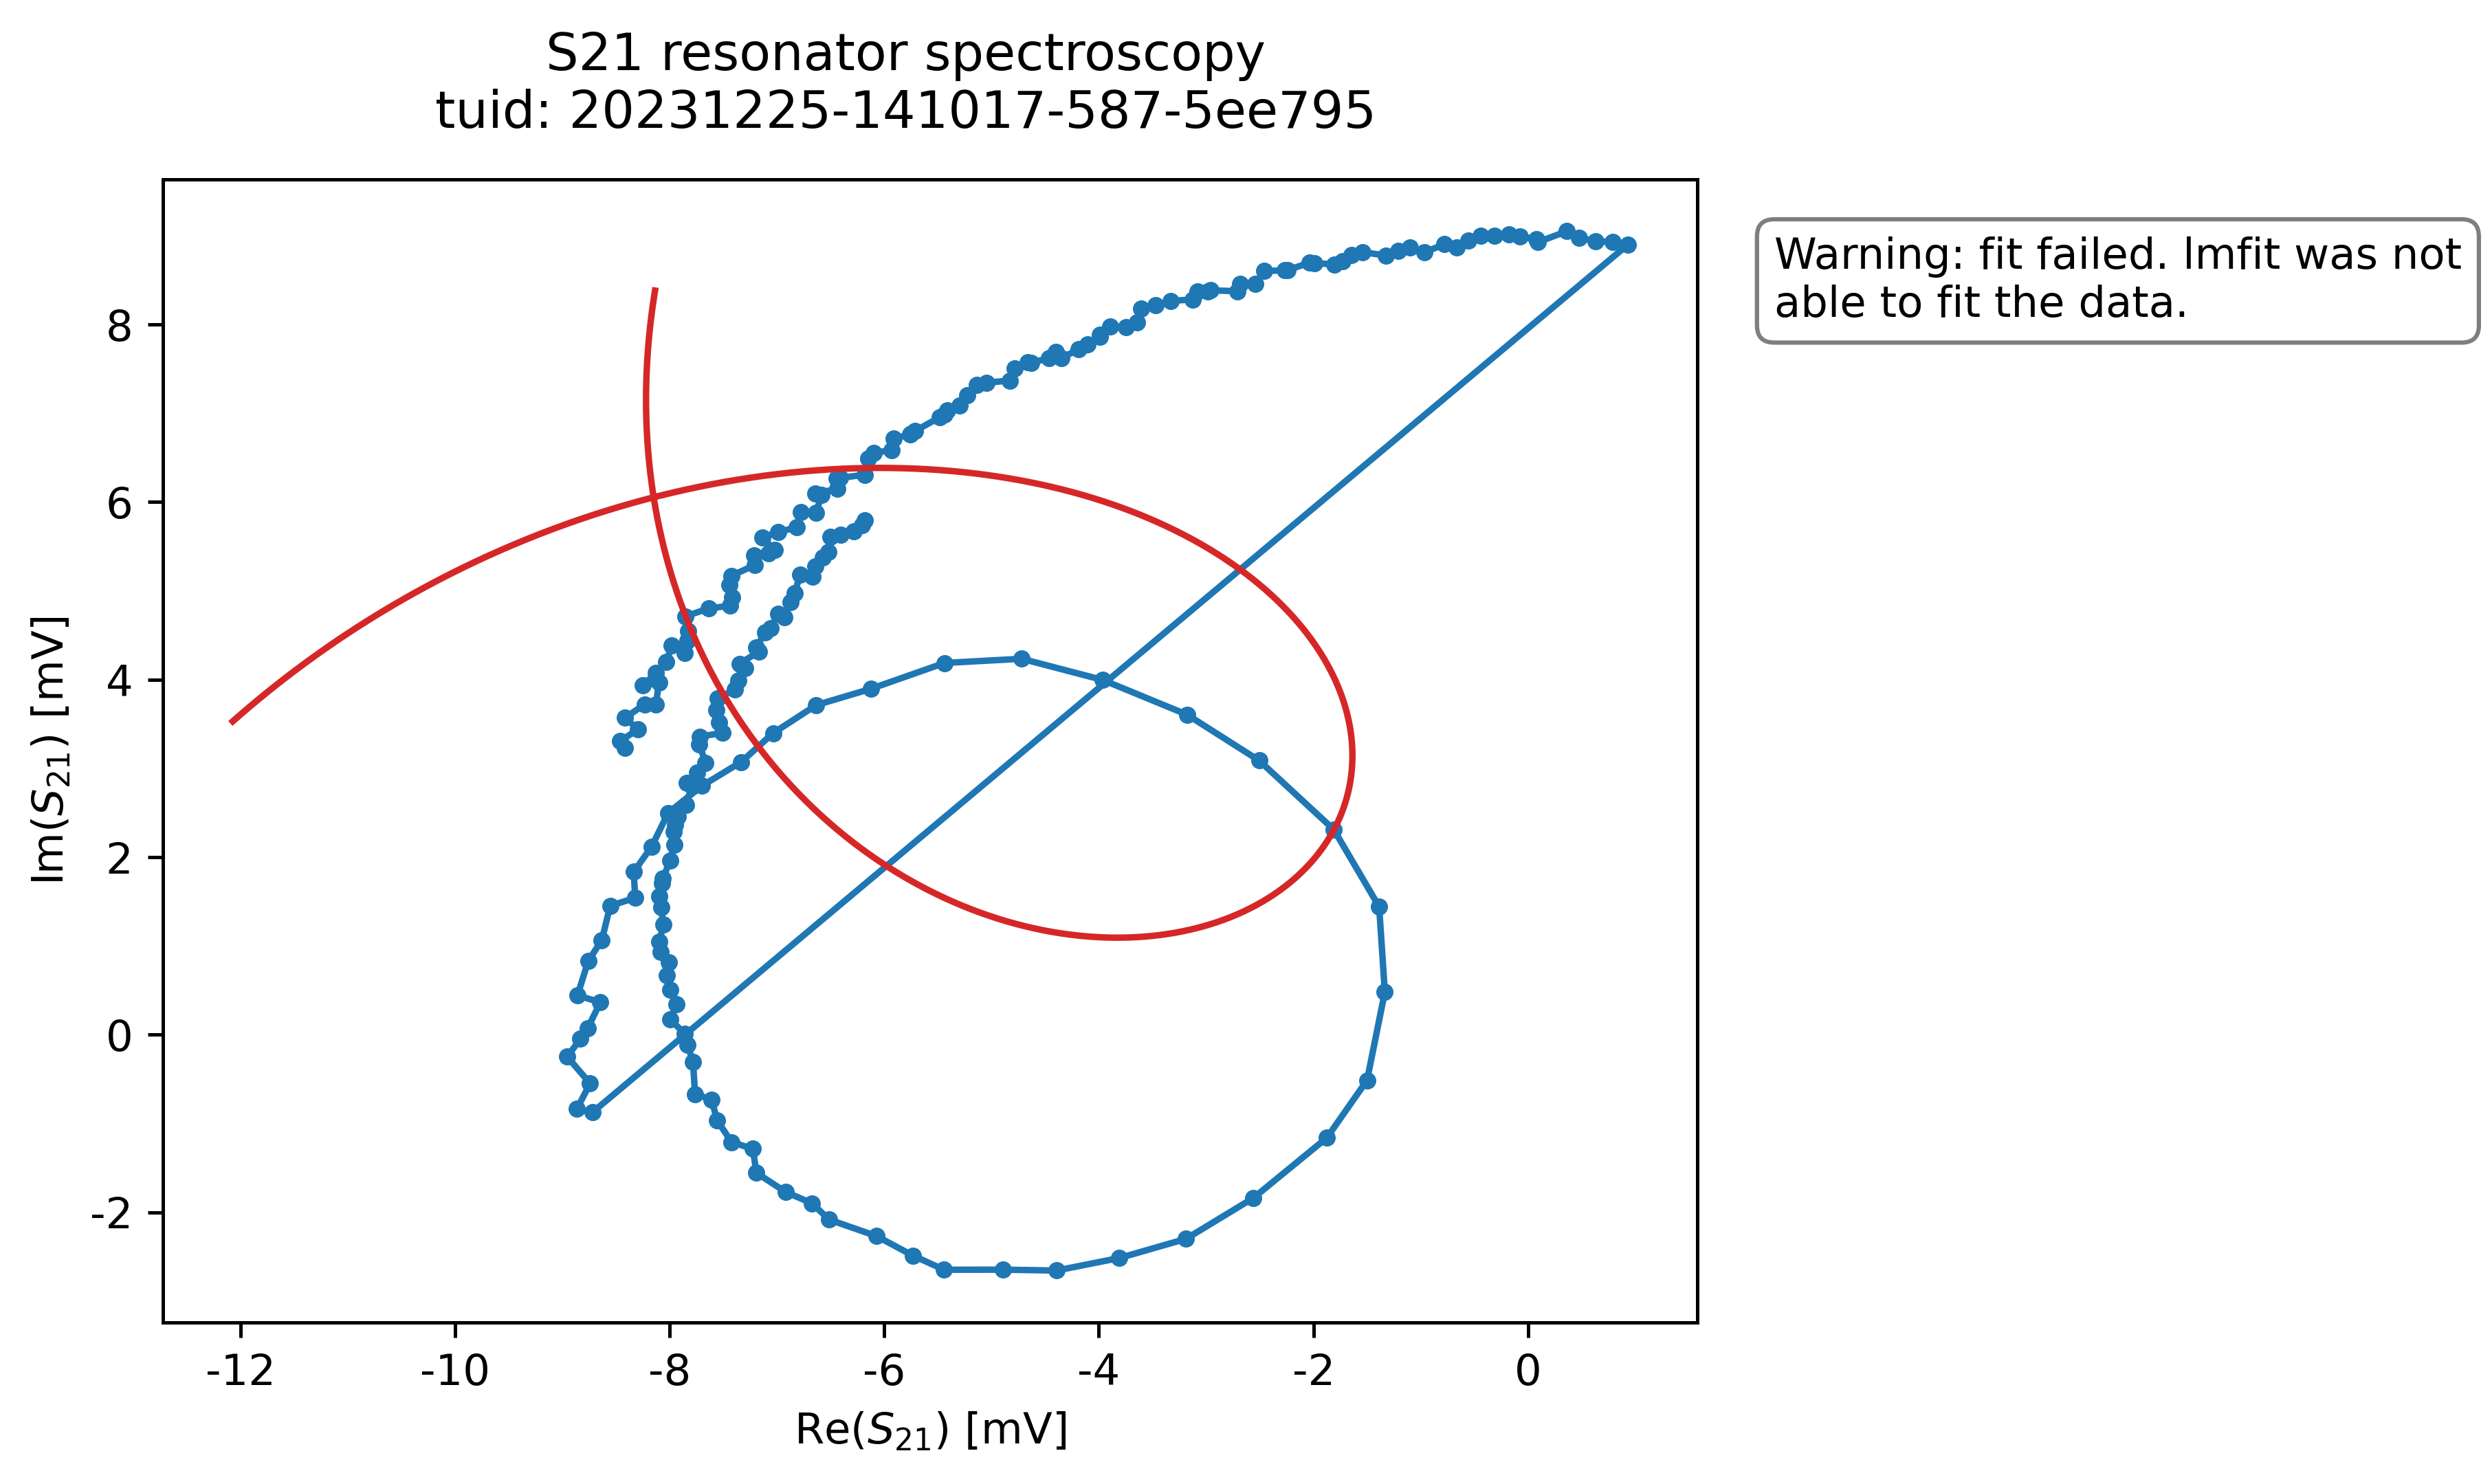 S21 resonator spectroscopy
tuid: 20231225-141017-587-5ee795
Warning: fit failed. lmfit was not
able to fit the data.
Im(S₂₁) [mV]
8
6
4
2
0
-2
-12
-10
-8
-6
-4
-2
0
Re(S₂₁) [mV]